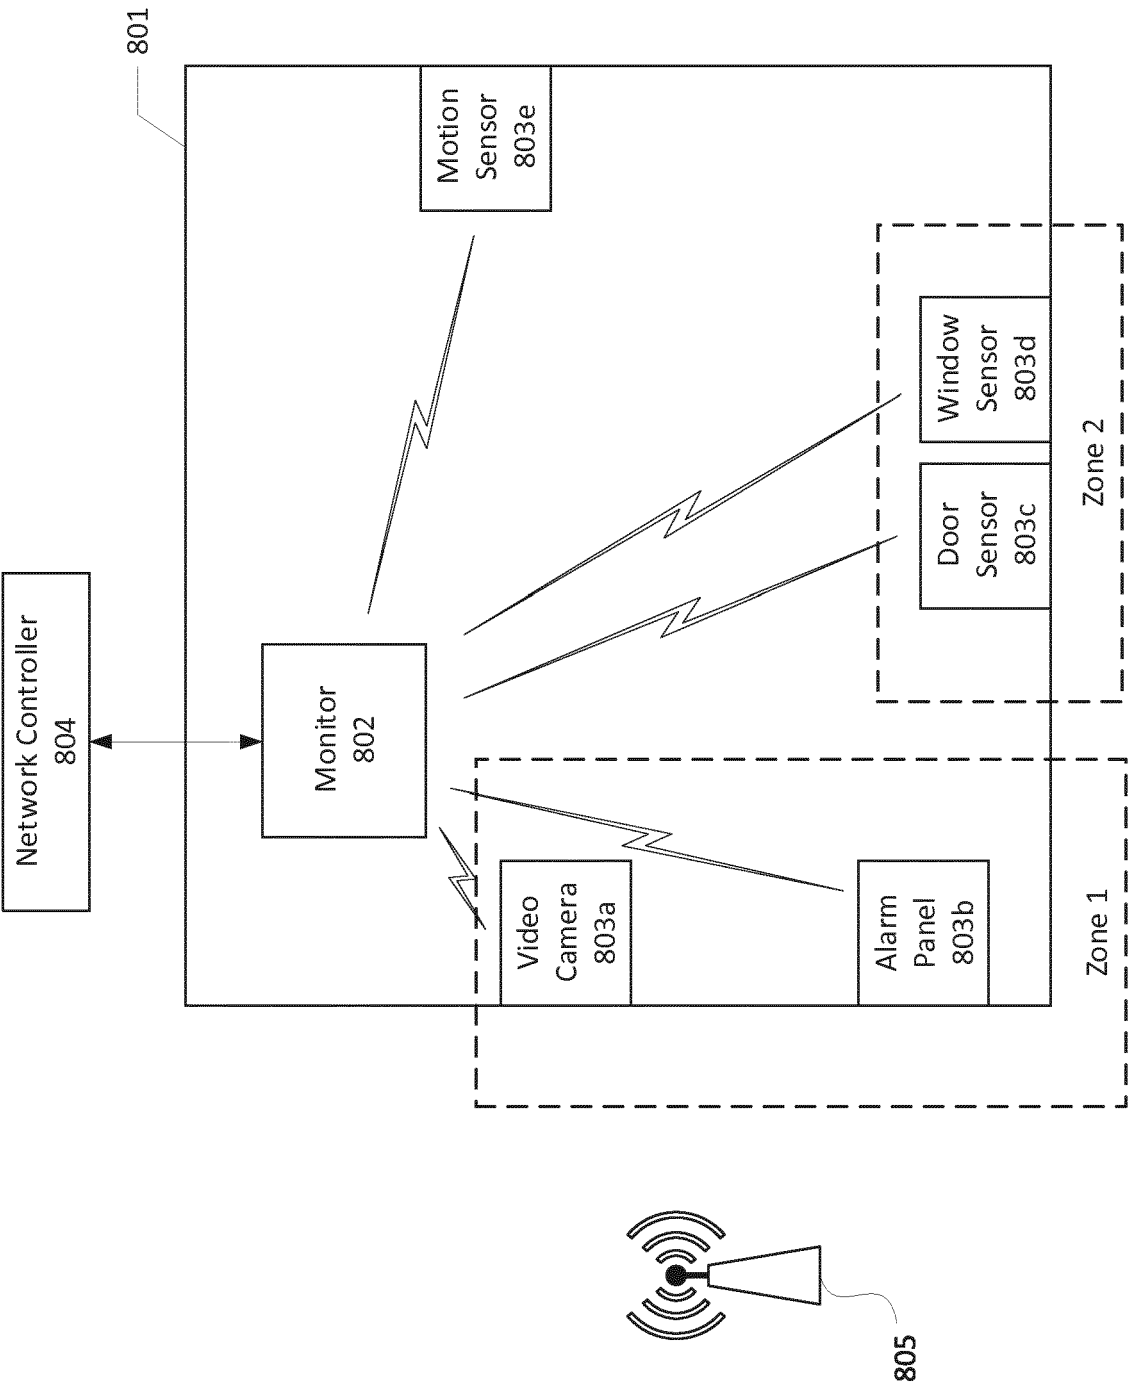 801
Network Controller
804
Monitor
802
Motion
Sensor
803e
Video
Camera
803a
Alarm
Panel
803b
Door
Sensor
803c
Window
Sensor
803d
Zone 1
Zone 2
805